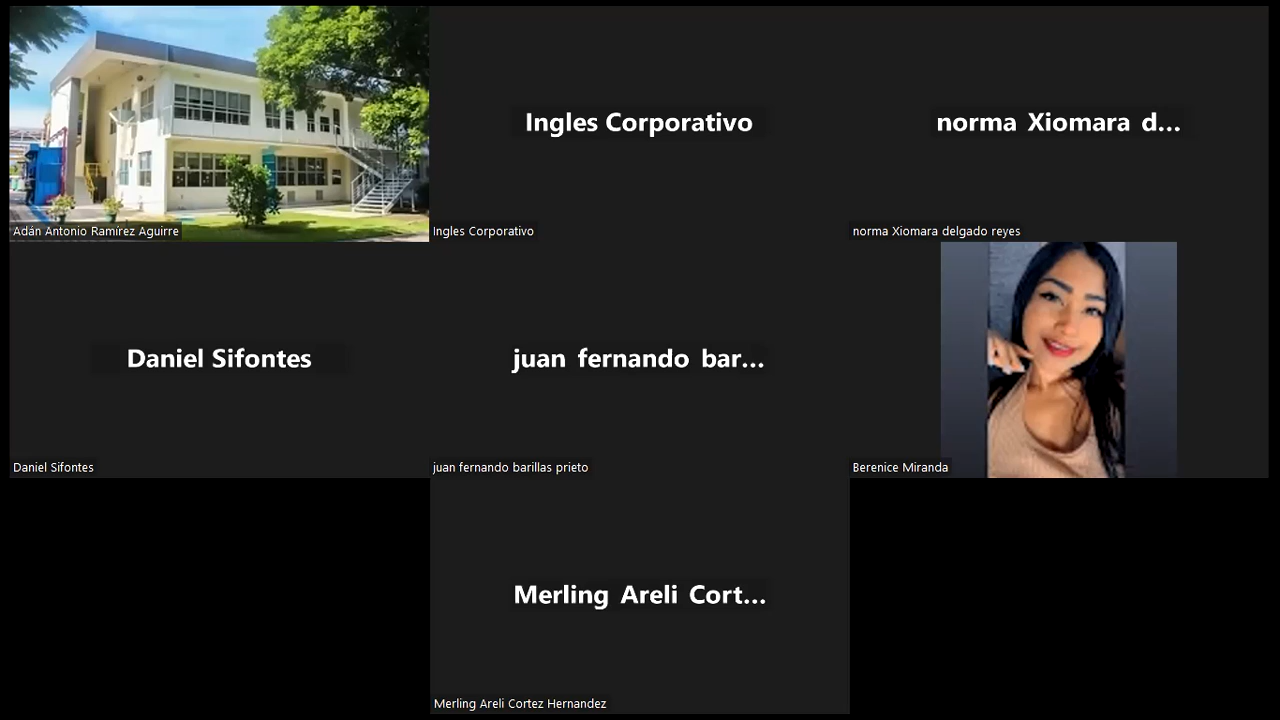 Adán Antonio Ramírez Aguirre
Ingles Corporativo
Ingles Corporativo
norma Xiomara d...
norma Xiomara delgado reyes
Daniel Sifontes
Daniel Sifontes
juan fernando bar...
juan fernando barillas prieto
Berenice Miranda
Merling Areli Cort...
Merling Areli Cortez Hernandez